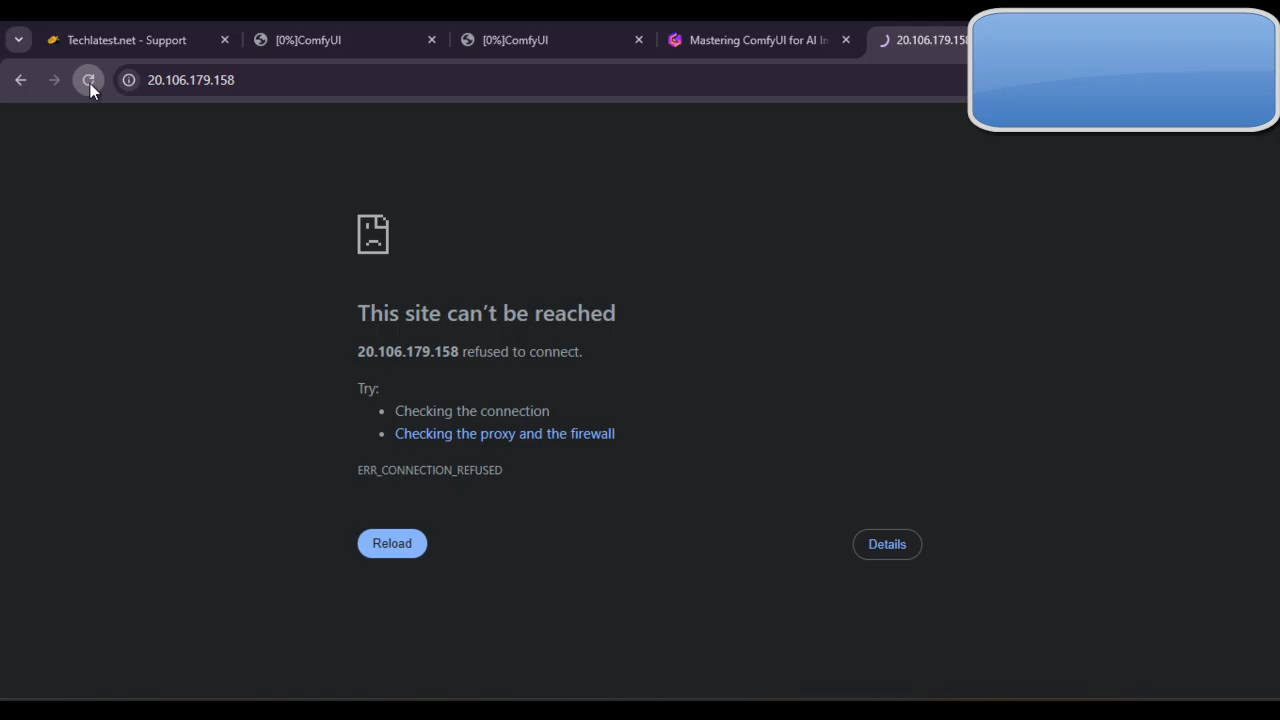 Techlatest.net - Support
[0%]ComfyUI
[0%]ComfyUI
Mastering ComfyUI for AI
20.106.179.158
20.106.179.158
This site can’t be reached
20.106.179.158 refused to connect.
Try:
• Checking the connection
• Checking the proxy and the firewall
ERR_CONNECTION_REFUSED
Reload
Details